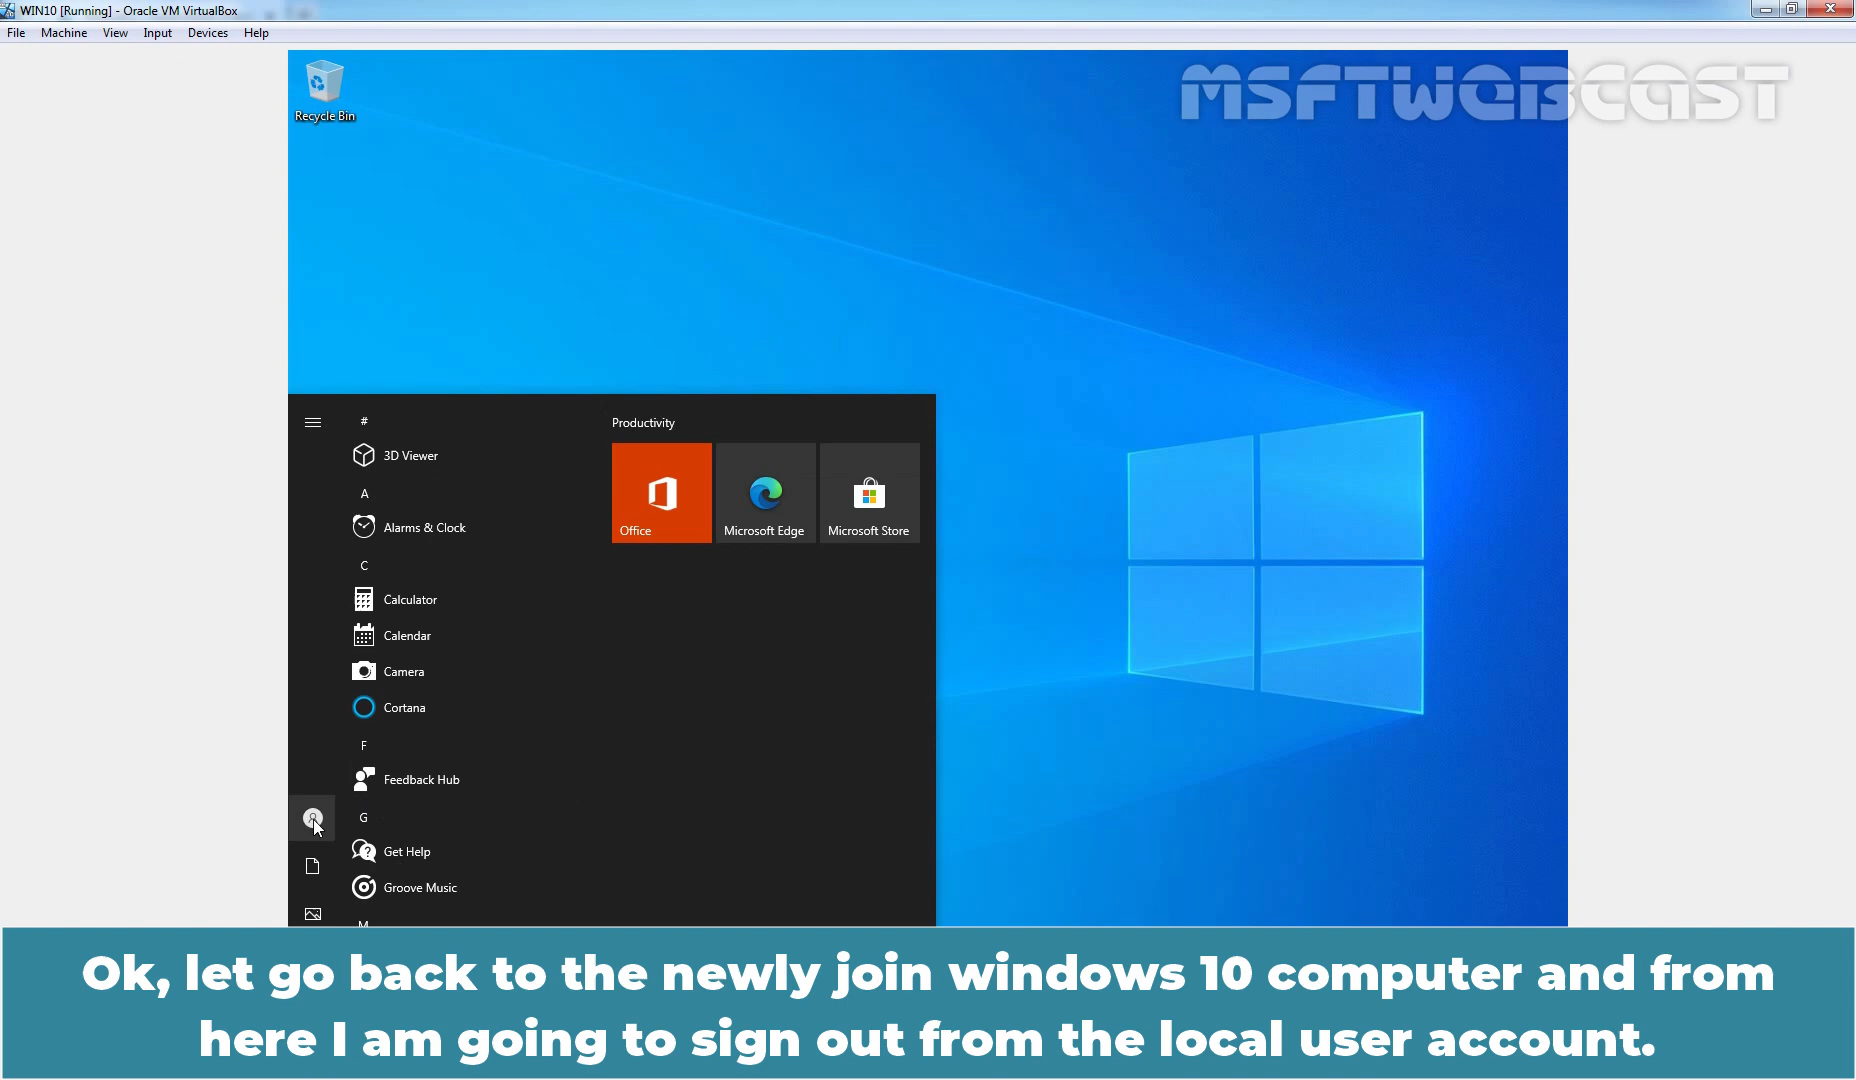 WIN10 [Running] - Oracle VM VirtualBox
File Machine View Input Devices Help
MSFTWEBCAST
Recycle Bin
#
Productivity
3D Viewer
A
Alarms & Clock
Office
Microsoft Edge
Microsoft Store
C
Calculator
Calendar
Camera
Cortana
F
Feedback Hub
G
Get Help
Groove Music
M
Ok, let go back to the newly join windows 10 computer and from
here I am going to sign out from the local user account.